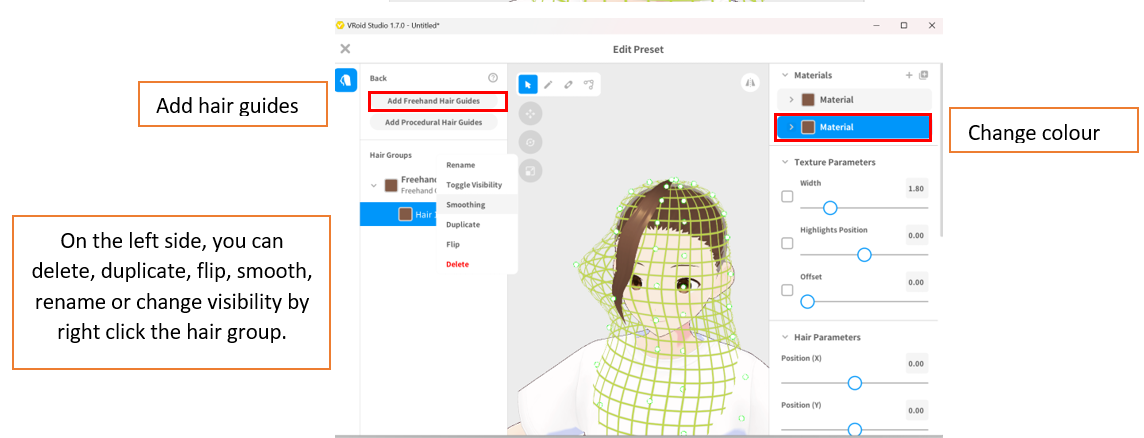 VRoid Studio 1.7.0 - Untitled*
Edit Preset
Add hair guides
On the left side, you can
delete, duplicate, flip, smooth,
rename or change visibility by
right click the hair group.
Back
Add Freehand Hair Guides
Add Procedural Hair Guides
Hair Groups
Freehand
Hair
Rename
Toggle Visibility
Smoothing
Duplicate
Flip
Delete
Materials
Material
Material
Change colour
Texture Parameters
Width
1.80
Highlights Position
0.00
Offset
0.00
Hair Parameters
Position (X)
0.00
Position (Y)
0.00